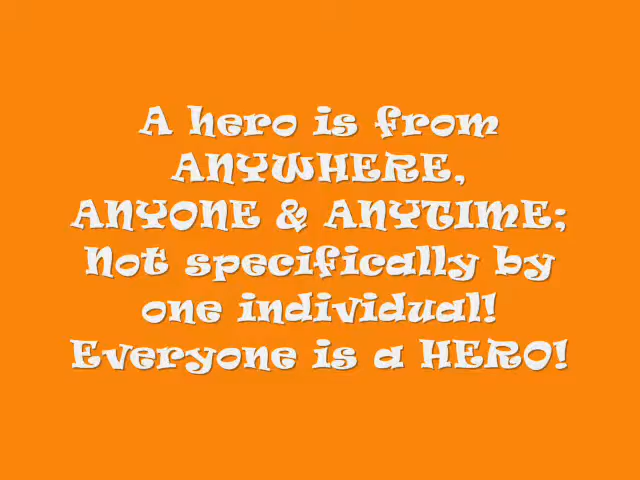 A hero is from
ANYWHERE,
ANYONE & ANYTIME;
Not specifically by
one individual!
Everyone is a HERO!